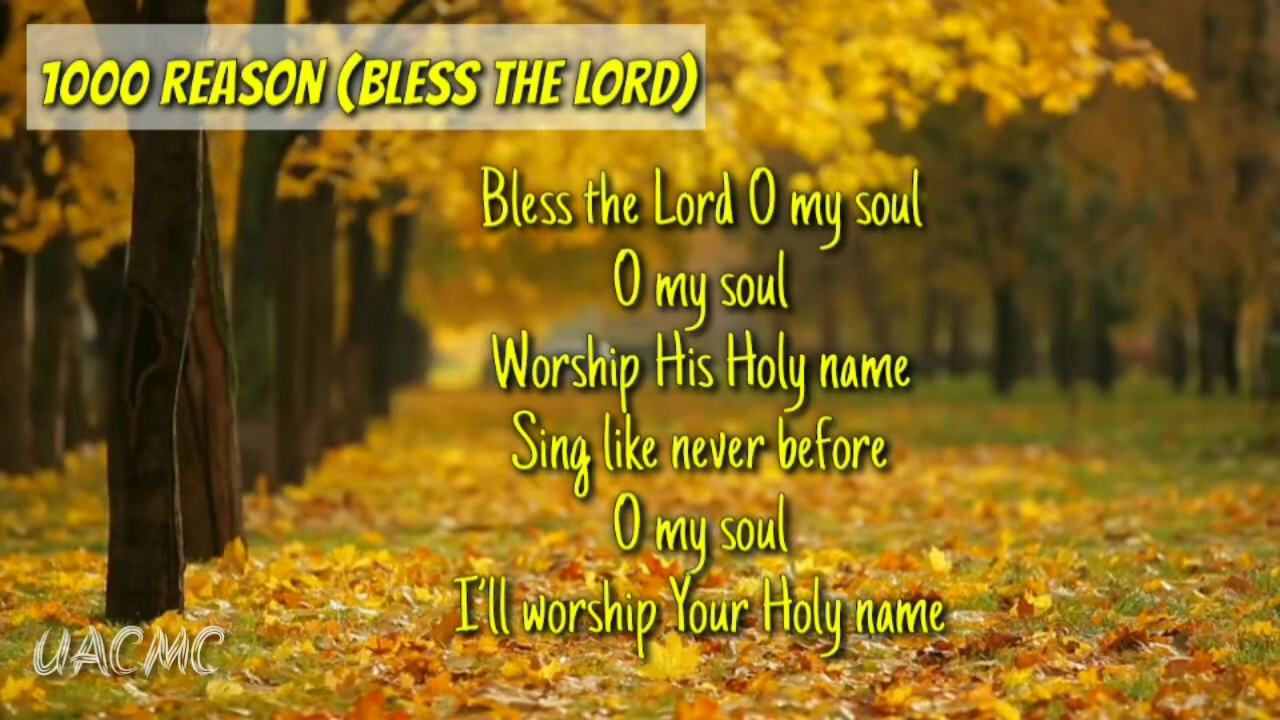 1000 REASON (BLESS THE LORD)
Bless the Lord O my soul
O my soul
Worship His Holy name
Sing like never before
O my soul
I'll worship Your Holy name
UACMC